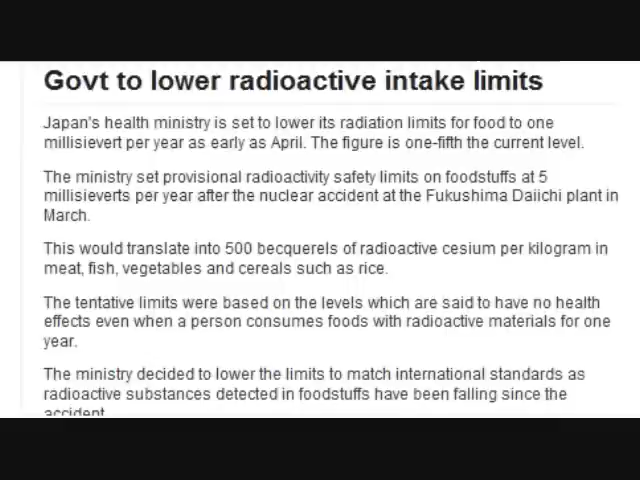 Govt to lower radioactive intake limits
Japan's health ministry is set to lower its radiation limits for food to one
millisievert per year as early as April. The figure is one-fifth the current level.
The ministry set provisional radioactivity safety limits on foodstuffs at 5
millisieverts per year after the nuclear accident at the Fukushima Daiichi plant in
March.
This would translate into 500 becquerels of radioactive cesium per kilogram in
meat, fish, vegetables and cereals such as rice.
The tentative limits were based on the levels which are said to have no health
effects even when a person consumes foods with radioactive materials for one
year.
The ministry decided to lower the limits to match international standards as
radioactive substances detected in foodstuffs have been falling since the
accident.